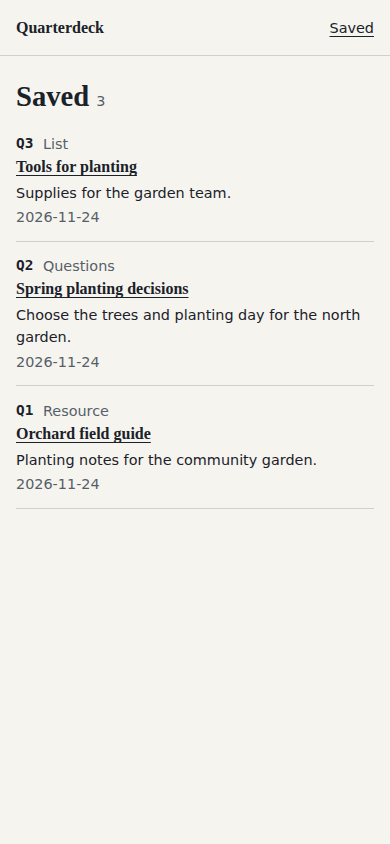 Quarterdeck
Saved
Saved 3
Q3 List
Tools for planting
Supplies for the garden team.
2026-11-24
Q2 Questions
Spring planting decisions
Choose the trees and planting day for the north
garden.
2026-11-24
Q1 Resource
Orchard field guide
Planting notes for the community garden.
2026-11-24